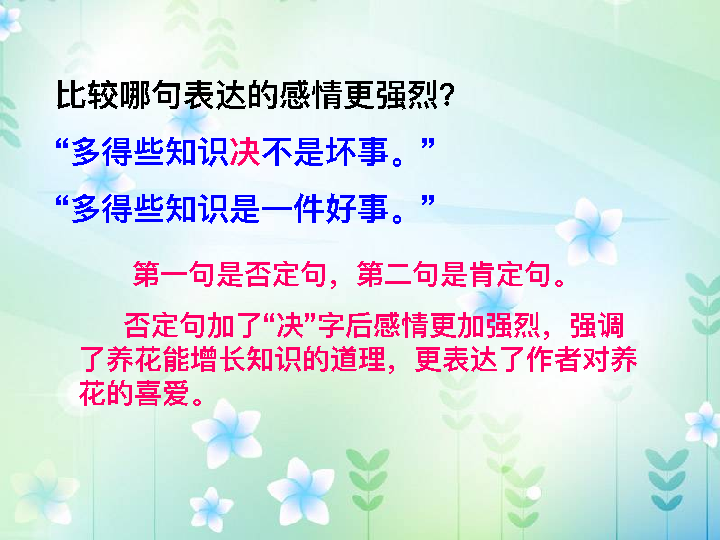 比较哪句表达的感情更强烈？
“多得些知识决不是坏事。”
“多得些知识是一件好事。”
第一句是否定句，第二句是肯定句。
否定句加了“决”字后感情更加强烈，强调
了养花能增长知识的道理，更表达了作者对养
花的喜爱。